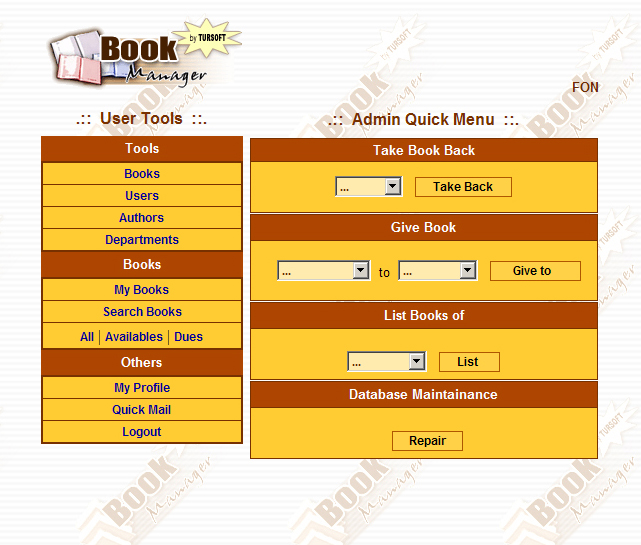 Book
Manager
by TURSOFT
FON
.:: User Tools ::.
Tools
Books
Users
Authors
Departments
Books
My Books
Search Books
All | Availables | Dues
Others
My Profile
Quick Mail
Logout
.:: Admin Quick Menu ::.
Take Book Back
... Take Back
Give Book
... to ... Give to
List Books of
... List
Database Maintainance
Repair